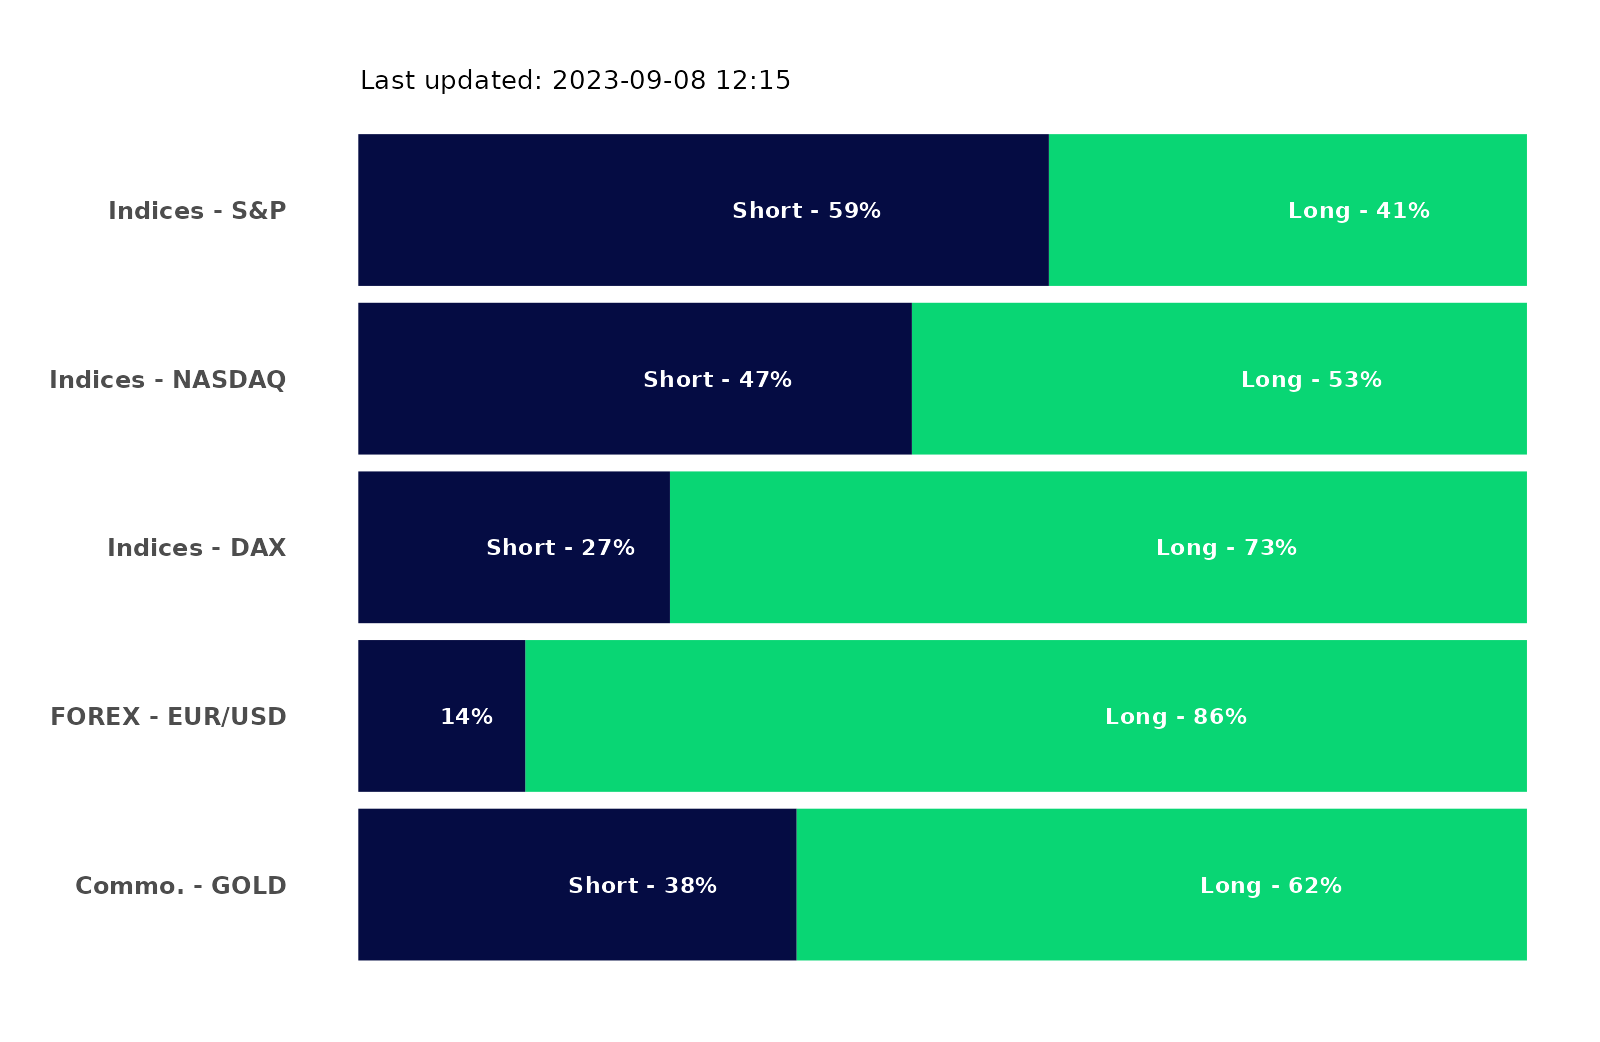 Last updated: 2023-09-08 12:15
Indices - S&P Short - 59% Long - 41%
Indices - NASDAQ Short - 47% Long - 53%
Indices - DAX Short - 27% Long - 73%
FOREX - EUR/USD 14% Long - 86%
Commo. - GOLD Short - 38% Long - 62%